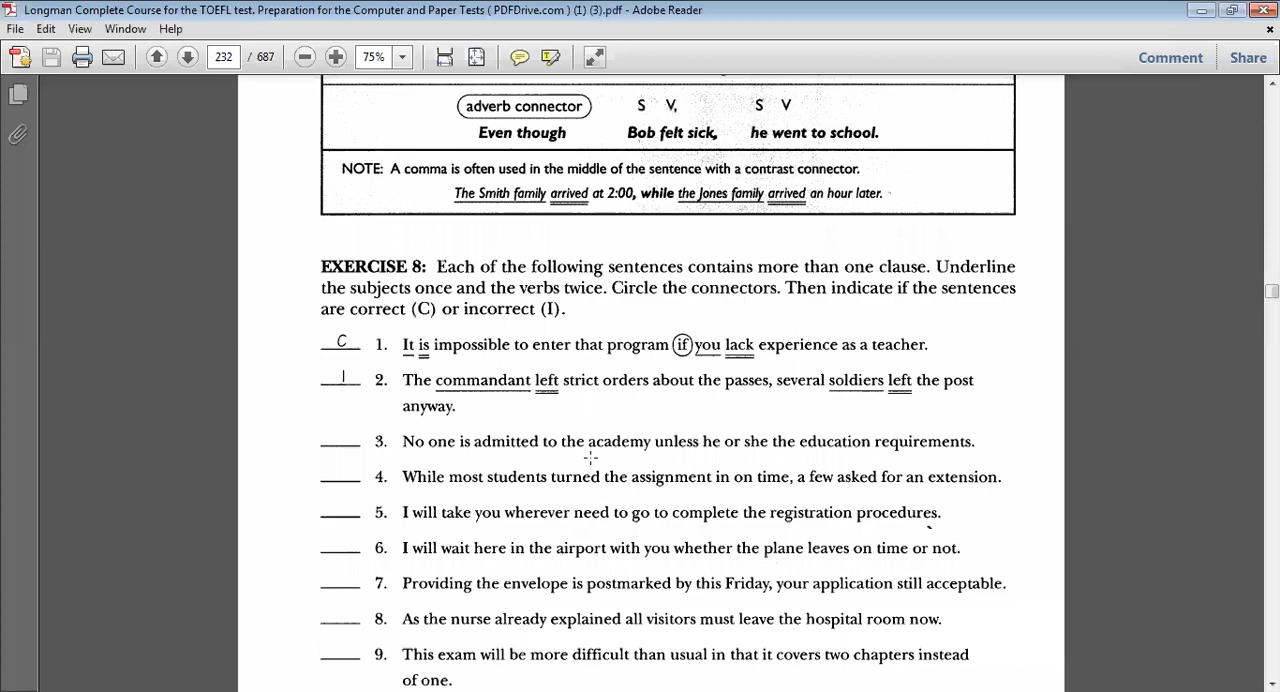 Longman Complete Course for the TOEFL test. Preparation for the Computer and Paper Tests ( PDFDrive.com ) (1) (3).pdf - Adobe Reader
File Edit View Window Help
232 / 687 75% Comment Share
adverb connector S V, S V
Even though Bob felt sick, he went to school.
NOTE: A comma is often used in the middle of the sentence with a contrast connector.
The Smith family arrived at 2:00, while the Jones family arrived an hour later.
EXERCISE 8: Each of the following sentences contains more than one clause. Underline
the subjects once and the verbs twice. Circle the connectors. Then indicate if the sentences
are correct (C) or incorrect (I).
C 1. It is impossible to enter that program if you lack experience as a teacher.
I 2. The commandant left strict orders about the passes, several soldiers left the post
anyway.
3. No one is admitted to the academy unless he or she the education requirements.
4. While most students turned the assignment in on time, a few asked for an extension.
5. I will take you wherever need to go to complete the registration procedures.
6. I will wait here in the airport with you whether the plane leaves on time or not.
7. Providing the envelope is postmarked by this Friday, your application still acceptable.
8. As the nurse already explained all visitors must leave the hospital room now.
9. This exam will be more difficult than usual in that it covers two chapters instead
of one.